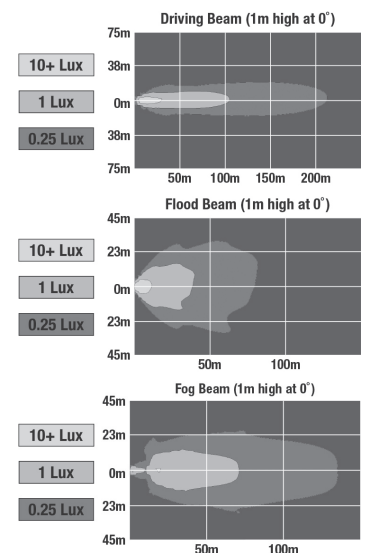 Driving Beam (1m high at 0°)
75m
38m
0m
38m
75m
50m 100m 150m 200m
10+ Lux
1 Lux
0.25 Lux
Flood Beam (1m high at 0°)
45m
23m
0m
23m
45m
50m 100m
10+ Lux
1 Lux
0.25 Lux
Fog Beam (1m high at 0°)
45m
23m
0m
23m
45m
50m 100m
10+ Lux
1 Lux
0.25 Lux